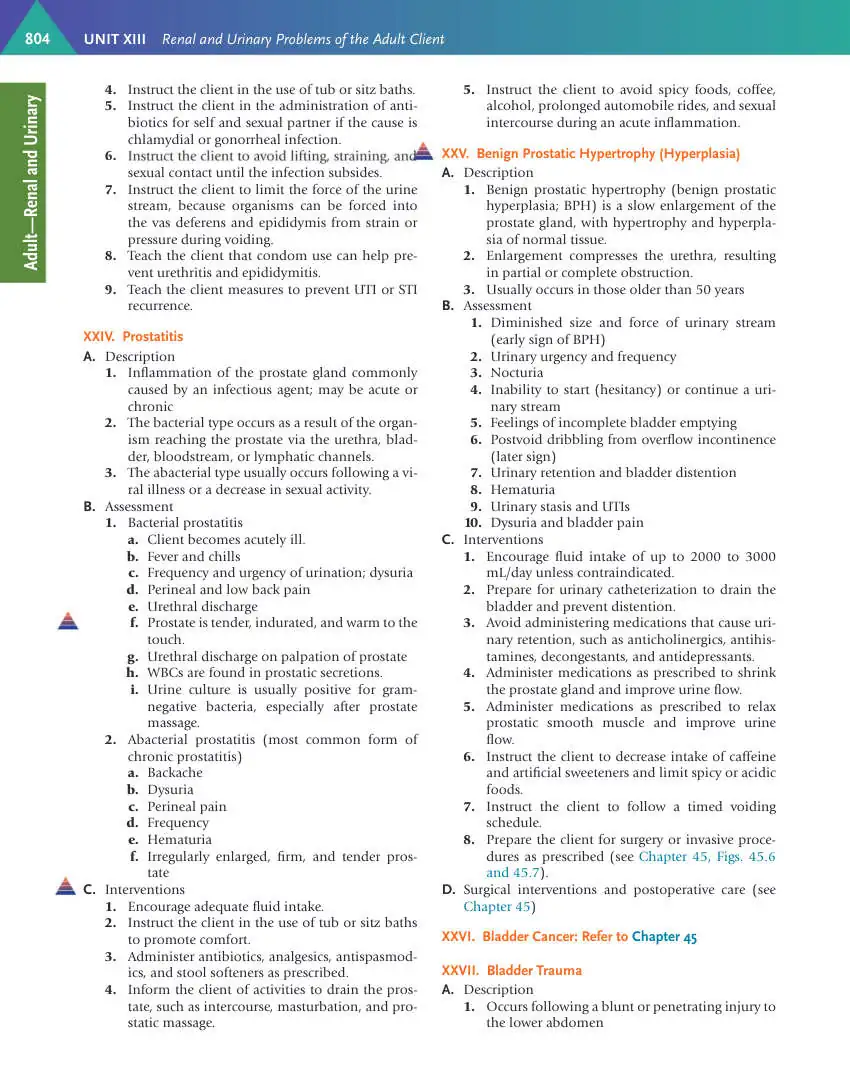 804 UNIT XIII Renal and Urinary Problems of the Adult Client
Adult—Renal and Urinary
4. Instruct the client in the use of tub or sitz baths.
5. Instruct the client in the administration of anti-
biotics for self and sexual partner if the cause is
chlamydial or gonorrheal infection.
6. Instruct the client to avoid lifting, straining, and
sexual contact until the infection subsides.
7. Instruct the client to limit the force of the urine
stream, because organisms can be forced into
the vas deferens and epididymis from strain or
pressure during voiding.
8. Teach the client that condom use can help pre-
vent urethritis and epididymitis.
9. Teach the client measures to prevent UTI or STI
recurrence.
XXIV. Prostatitis
A. Description
1. Inflammation of the prostate gland commonly
caused by an infectious agent; may be acute or
chronic
2. The bacterial type occurs as a result of the organ-
ism reaching the prostate via the urethra, blad-
der, bloodstream, or lymphatic channels.
3. The abacterial type usually occurs following a vi-
ral illness or a decrease in sexual activity.
B. Assessment
1. Bacterial prostatitis
a. Client becomes acutely ill.
b. Fever and chills
c. Frequency and urgency of urination; dysuria
d. Perineal and low back pain
e. Urethral discharge
f. Prostate is tender, indurated, and warm to the
touch.
g. Urethral discharge on palpation of prostate
h. WBCs are found in prostatic secretions.
i. Urine culture is usually positive for gram-
negative bacteria, especially after prostate
massage.
2. Abacterial prostatitis (most common form of
chronic prostatitis)
a. Backache
b. Dysuria
c. Perineal pain
d. Frequency
e. Hematuria
f. Irregularly enlarged, firm, and tender pros-
tate
C. Interventions
1. Encourage adequate fluid intake.
2. Instruct the client in the use of tub or sitz baths
to promote comfort.
3. Administer antibiotics, analgesics, antispasmod-
ics, and stool softeners as prescribed.
4. Inform the client of activities to drain the pros-
tate, such as intercourse, masturbation, and pro-
static massage.
5. Instruct the client to avoid spicy foods, coffee,
alcohol, prolonged automobile rides, and sexual
intercourse during an acute inflammation.
XXV. Benign Prostatic Hypertrophy (Hyperplasia)
A. Description
1. Benign prostatic hypertrophy (benign prostatic
hyperplasia; BPH) is a slow enlargement of the
prostate gland, with hypertrophy and hyperpla-
sia of normal tissue.
2. Enlargement compresses the urethra, resulting
in partial or complete obstruction.
3. Usually occurs in those older than 50 years
B. Assessment
1. Diminished size and force of urinary stream
(early sign of BPH)
2. Urinary urgency and frequency
3. Nocturia
4. Inability to start (hesitancy) or continue a uri-
nary stream
5. Feelings of incomplete bladder emptying
6. Postvoid dribbling from overflow incontinence
(later sign)
7. Urinary retention and bladder distention
8. Hematuria
9. Urinary stasis and UTIs
10. Dysuria and bladder pain
C. Interventions
1. Encourage fluid intake of up to 2000 to 3000
mL/day unless contraindicated.
2. Prepare for urinary catheterization to drain the
bladder and prevent distention.
3. Avoid administering medications that cause uri-
nary retention, such as anticholinergics, antihis-
tamines, decongestants, and antidepressants.
4. Administer medications as prescribed to shrink
the prostate gland and improve urine flow.
5. Administer medications as prescribed to relax
prostatic smooth muscle and improve urine
flow.
6. Instruct the client to decrease intake of caffeine
and artificial sweeteners and limit spicy or acidic
foods.
7. Instruct the client to follow a timed voiding
schedule.
8. Prepare the client for surgery or invasive proce-
dures as prescribed (see Chapter 45, Figs. 45.6
and 45.7).
D. Surgical interventions and postoperative care (see
Chapter 45)
XXVI. Bladder Cancer: Refer to Chapter 45
XXVII. Bladder Trauma
A. Description
1. Occurs following a blunt or penetrating injury to
the lower abdomen